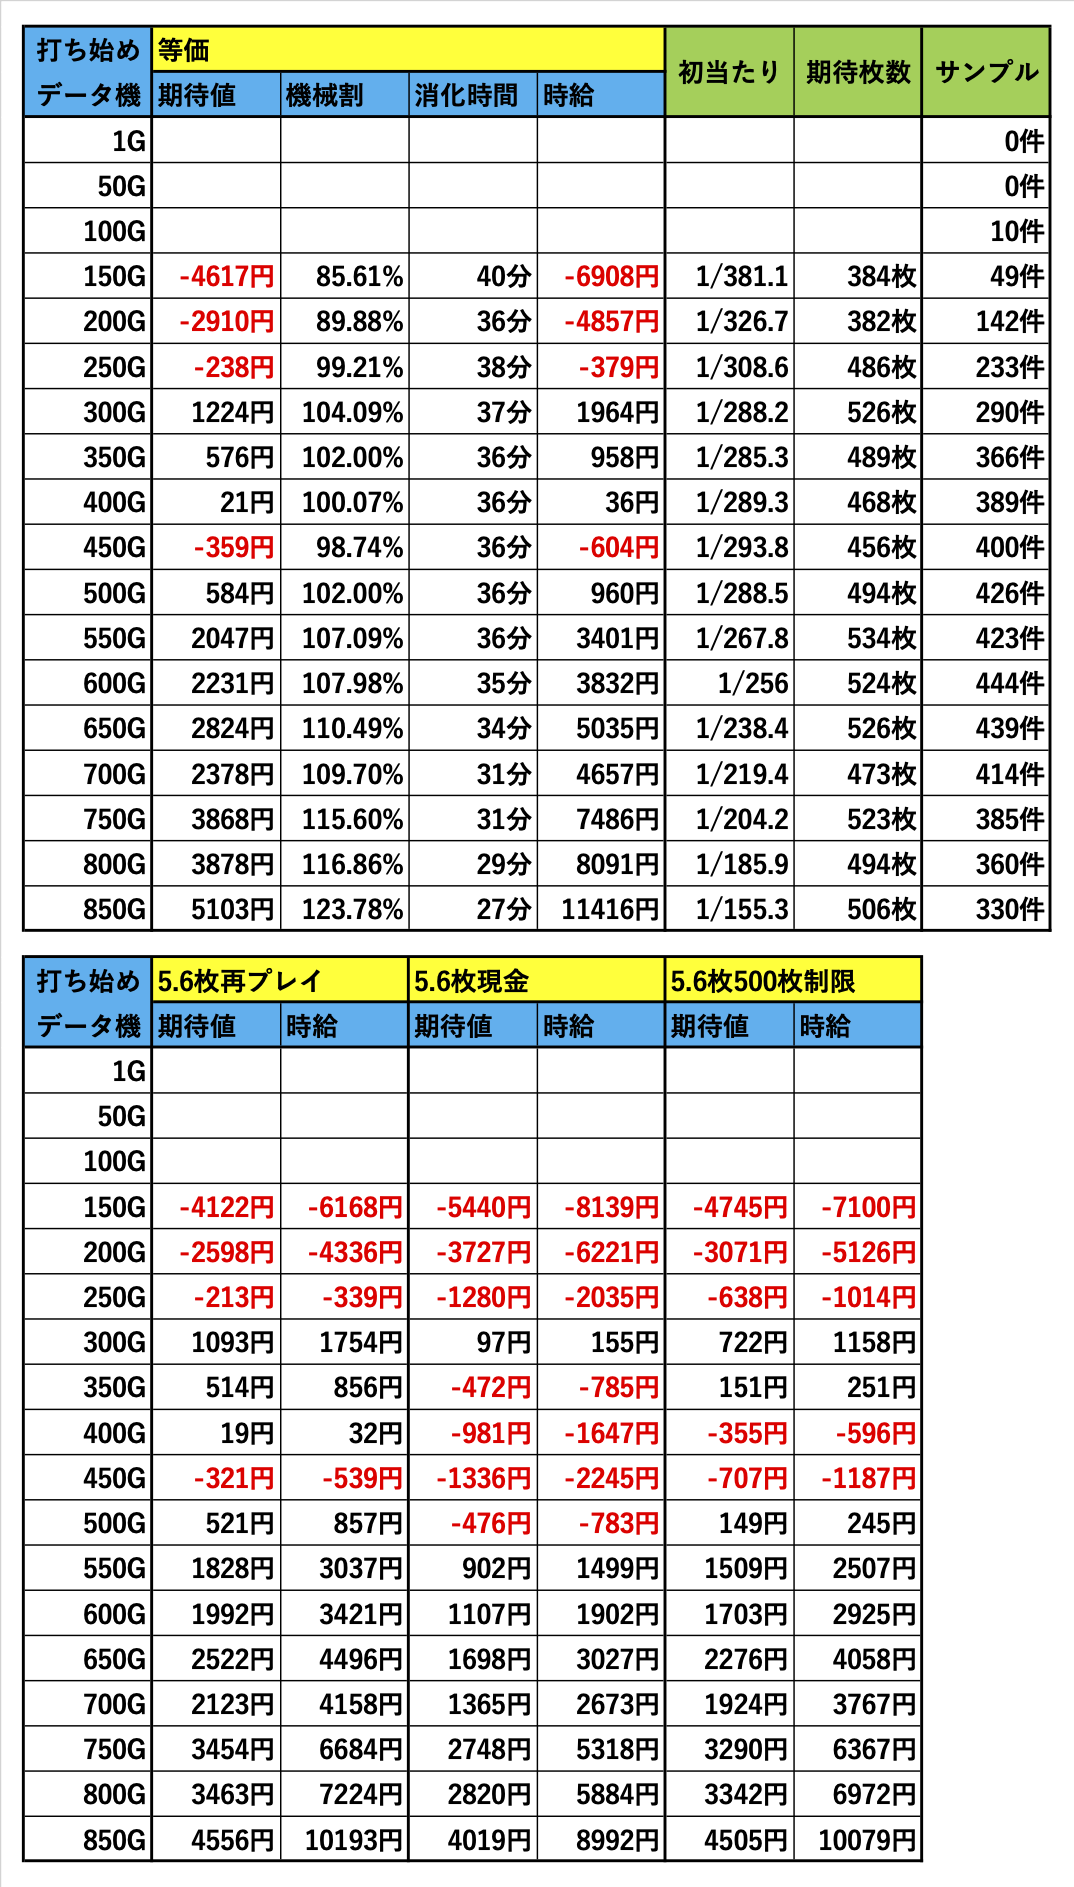 打ち始め 等価 初当たり 期待枚数 サンプル
データ機 期待値 機械割 消化時間 時給
1G 0件
50G 0件
100G 10件
150G -4617円 85.61% 40分 -6908円 1/381.1 384枚 49件
200G -2910円 89.88% 36分 -4857円 1/326.7 382枚 142件
250G -238円 99.21% 38分 -379円 1/308.6 486枚 233件
300G 1224円 104.09% 37分 1964円 1/288.2 526枚 290件
350G 576円 102.00% 36分 958円 1/285.3 489枚 366件
400G 21円 100.07% 36分 36円 1/289.3 468枚 389件
450G -359円 98.74% 36分 -604円 1/293.8 456枚 400件
500G 584円 102.00% 36分 960円 1/288.5 494枚 426件
550G 2047円 107.09% 36分 3401円 1/267.8 534枚 423件
600G 2231円 107.98% 35分 3832円 1/256 524枚 444件
650G 2824円 110.49% 34分 5035円 1/238.4 526枚 439件
700G 2378円 109.70% 31分 4657円 1/219.4 473枚 414件
750G 3868円 115.60% 31分 7486円 1/204.2 523枚 385件
800G 3878円 116.86% 29分 8091円 1/185.9 494枚 360件
850G 5103円 123.78% 27分 11416円 1/155.3 506枚 330件
打ち始め 5.6枚再プレイ 5.6枚現金 5.6枚500枚制限
データ機 期待値 時給 期待値 時給 期待値 時給
1G
50G
100G
150G -4122円 -6168円 -5440円 -8139円 -4745円 -7100円
200G -2598円 -4336円 -3727円 -6221円 -3071円 -5126円
250G -213円 -339円 -1280円 -2035円 -638円 -1014円
300G 1093円 1754円 97円 155円 722円 1158円
350G 514円 856円 -472円 -785円 151円 251円
400G 19円 32円 -981円 -1647円 -355円 -596円
450G -321円 -539円 -1336円 -2245円 -707円 -1187円
500G 521円 857円 -476円 -783円 149円 245円
550G 1828円 3037円 902円 1499円 1509円 2507円
600G 1992円 3421円 1107円 1902円 1703円 2925円
650G 2522円 4496円 1698円 3027円 2276円 4058円
700G 2123円 4158円 1365円 2673円 1924円 3767円
750G 3454円 6684円 2748円 5318円 3290円 6367円
800G 3463円 7224円 2820円 5884円 3342円 6972円
850G 4556円 10193円 4019円 8992円 4505円 10079円